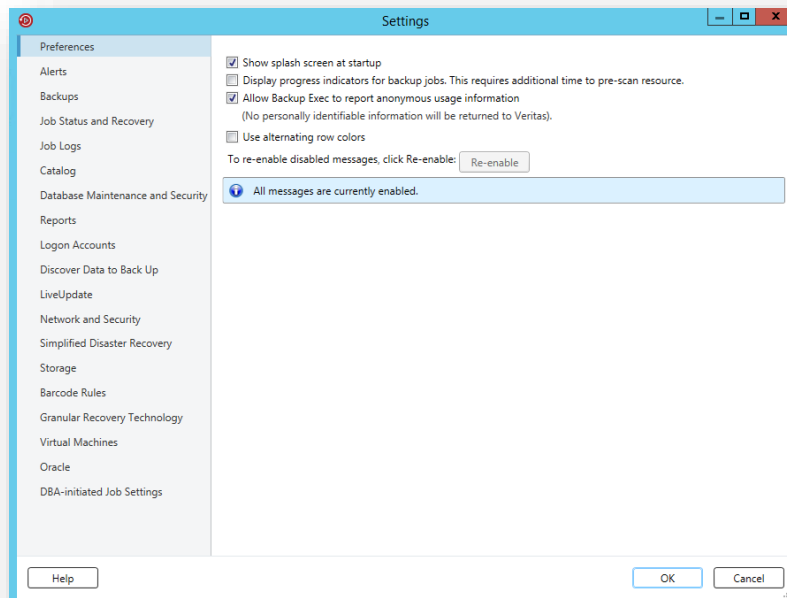 Settings
Preferences
Alerts
Backups
Job Status and Recovery
Job Logs
Catalog
Database Maintenance and Security
Reports
Logon Accounts
Discover Data to Back Up
LiveUpdate
Network and Security
Simplified Disaster Recovery
Storage
Barcode Rules
Granular Recovery Technology
Virtual Machines
Oracle
DBA-initiated Job Settings
Show splash screen at startup
Display progress indicators for backup jobs. This requires additional time to pre-scan resource.
Allow Backup Exec to report anonymous usage information
(No personally identifiable information will be returned to Veritas).
Use alternating row colors
To re-enable disabled messages, click Re-enable: Re-enable
All messages are currently enabled.
Help
OK
Cancel